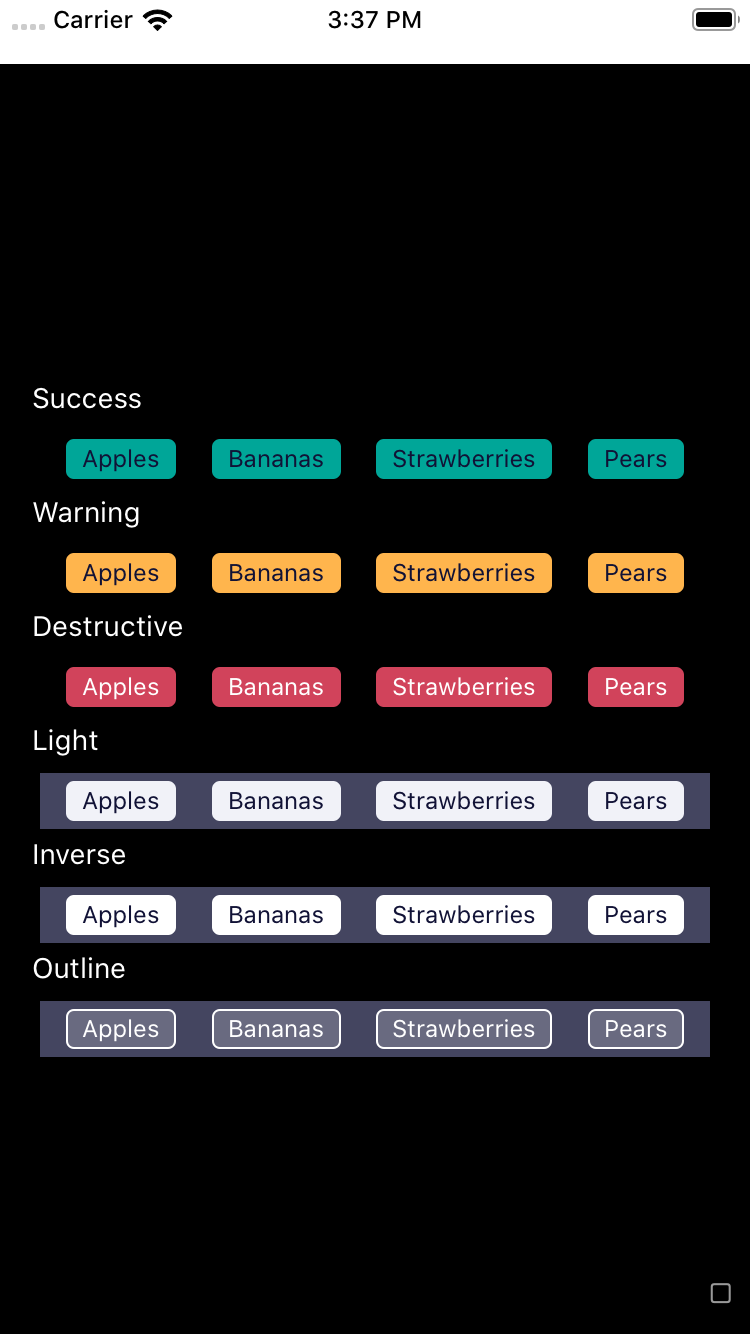 Carrier 3:37 PM
Success
Apples Bananas Strawberries Pears
Warning
Apples Bananas Strawberries Pears
Destructive
Apples Bananas Strawberries Pears
Light
Apples Bananas Strawberries Pears
Inverse
Apples Bananas Strawberries Pears
Outline
Apples Bananas Strawberries Pears